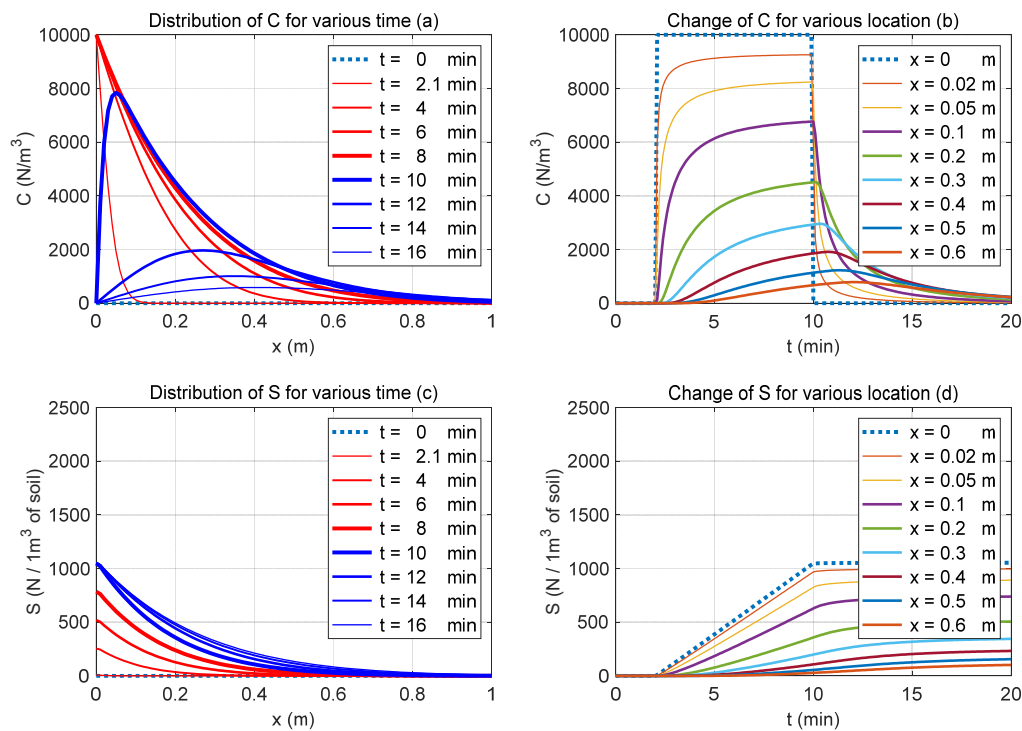 Distribution of C for various time (a)
10000
8000
6000
4000
2000
0
C (N/m³)
0 0.2 0.4 0.6 0.8 1
x (m)
t = 0 min
t = 2.1 min
t = 4 min
t = 6 min
t = 8 min
t = 10 min
t = 12 min
t = 14 min
t = 16 min
Change of C for various location (b)
10000
8000
6000
4000
2000
0
C (N/m³)
0 5 10 15 20
t (min)
x = 0 m
x = 0.02 m
x = 0.05 m
x = 0.1 m
x = 0.2 m
x = 0.3 m
x = 0.4 m
x = 0.5 m
x = 0.6 m
Distribution of S for various time (c)
2500
2000
1500
1000
500
0
S (N / 1m³ of soil)
0 0.2 0.4 0.6 0.8 1
x (m)
t = 0 min
t = 2.1 min
t = 4 min
t = 6 min
t = 8 min
t = 10 min
t = 12 min
t = 14 min
t = 16 min
Change of S for various location (d)
2500
2000
1500
1000
500
0
S (N / 1m³ of soil)
0 5 10 15 20
t (min)
x = 0 m
x = 0.02 m
x = 0.05 m
x = 0.1 m
x = 0.2 m
x = 0.3 m
x = 0.4 m
x = 0.5 m
x = 0.6 m